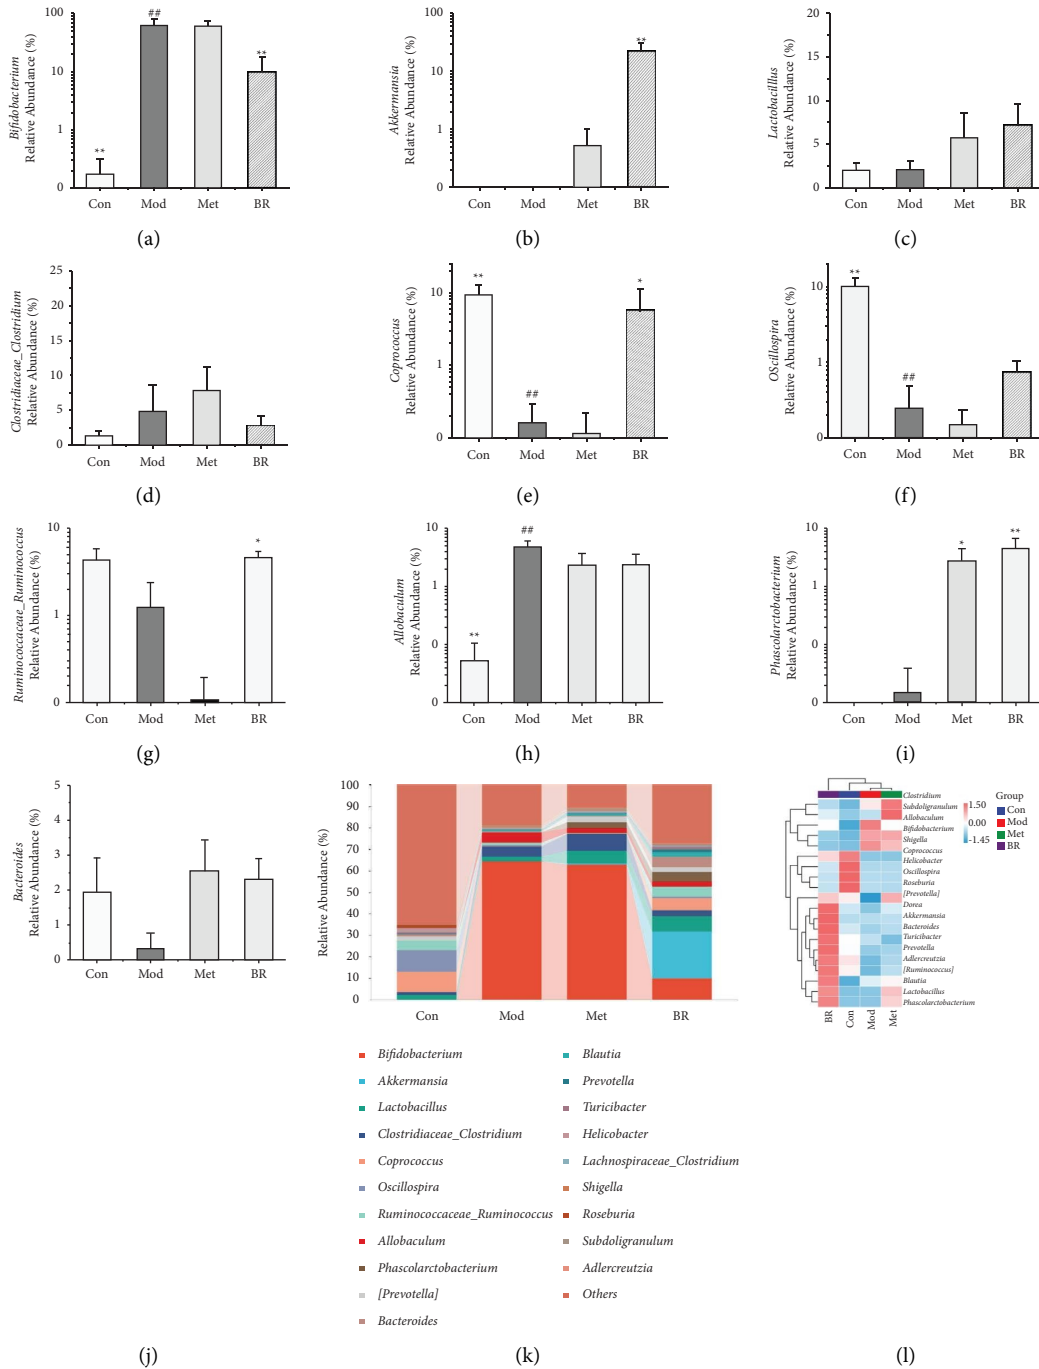 Bifidobacterium
Relative Abundance (%)
100
10
1
0
##
**
**
Con Mod Met BR
(a)
Akkermansia
Relative Abundance (%)
100
10
1
0
**
Con Mod Met BR
(b)
Lactobacillus
Relative Abundance (%)
20
15
10
5
0
Con Mod Met BR
(c)
Clostridiaceae_Clostridium
Relative Abundance (%)
25
20
15
10
5
0
Con Mod Met BR
(d)
Coprococcus
Relative Abundance (%)
10
1
0
**
##
*
Con Mod Met BR
(e)
OScillospira
Relative Abundance (%)
10
1
0
**
##
Con Mod Met BR
(f)
Ruminoccaceae_Ruminococcus
Relative Abundance (%)
10
1
0
*
Con Mod Met BR
(g)
Allobaculum
Relative Abundance (%)
10
1
0
0
**
##
Con Mod Met BR
(h)
Phascolarctobacterium
Relative Abundance (%)
10
1
0
0
*
**
Con Mod Met BR
(i)
Bacteroides
Relative Abundance (%)
5
4
3
2
1
0
Con Mod Met BR
(j)
Relative Abundance (%)
100
90
80
70
60
50
40
30
20
10
0
Con Mod Met BR
Bifidobacterium
Akkermansia
Lactobacillus
Clostridiaceae_Clostridium
Coprococcus
Oscillospira
Ruminococcaceae_Ruminococcus
Allobaculum
Phascolarctobacterium
[Prevotella]
Bacteroides
Blautia
Prevotella
Turicibacter
Helicobacter
Lachnospiraceae_Clostridium
Shigella
Roseburia
Subdoligranulum
Adlercreutzia
Others
(k)
Clostridium
Subdoligranulum
Allobaculum
Bifidobacterium
Shigella
Coprococcus
Helicobacter
Oscillospira
Roseburia
[Prevotella]
Dorea
Akkermansia
Bacteroides
Turicibacter
Prevotella
Adlercreutzia
[Ruminococcus]
Blautia
Lactobacillus
Phascolarctobacterium
BR Con Mod Met
1.50
0.00
-1.45
Group
Con
Mod
Met
BR
(l)